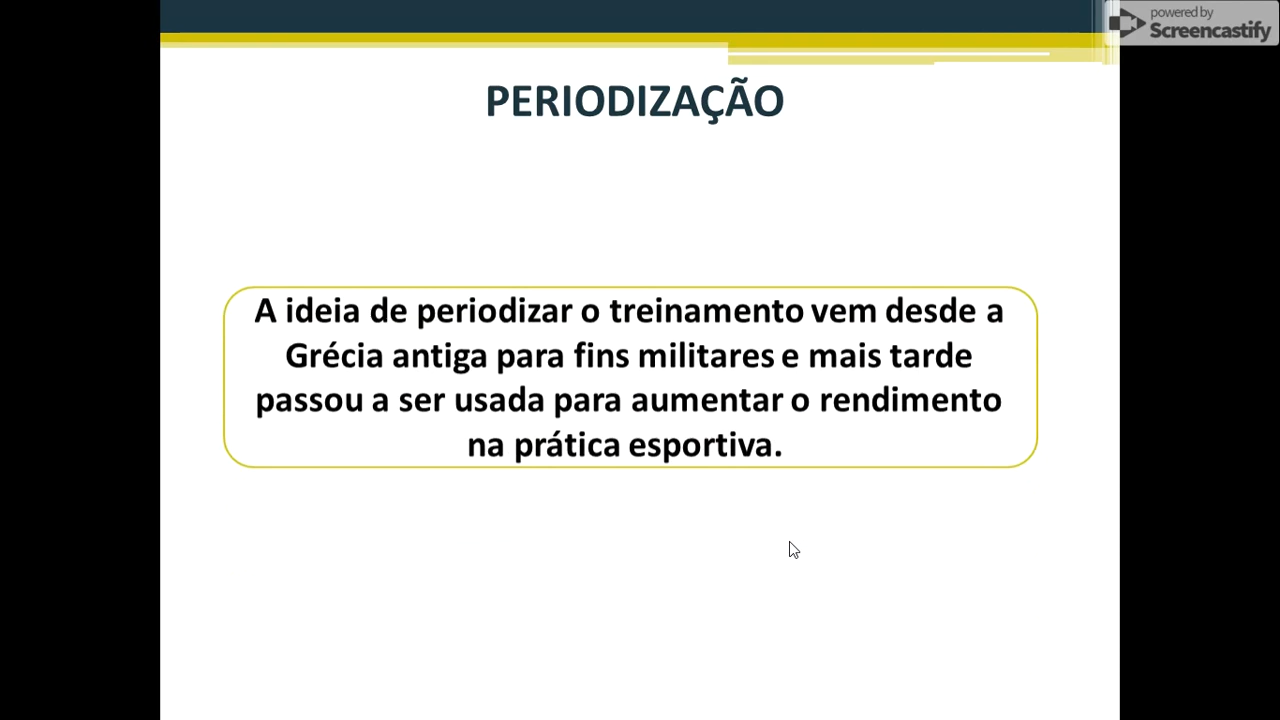 powered by
Screencastify
PERIODIZAÇÃO
A ideia de periodizar o treinamento vem desde a
Grécia antiga para fins militares e mais tarde
passou a ser usada para aumentar o rendimento
na prática esportiva.